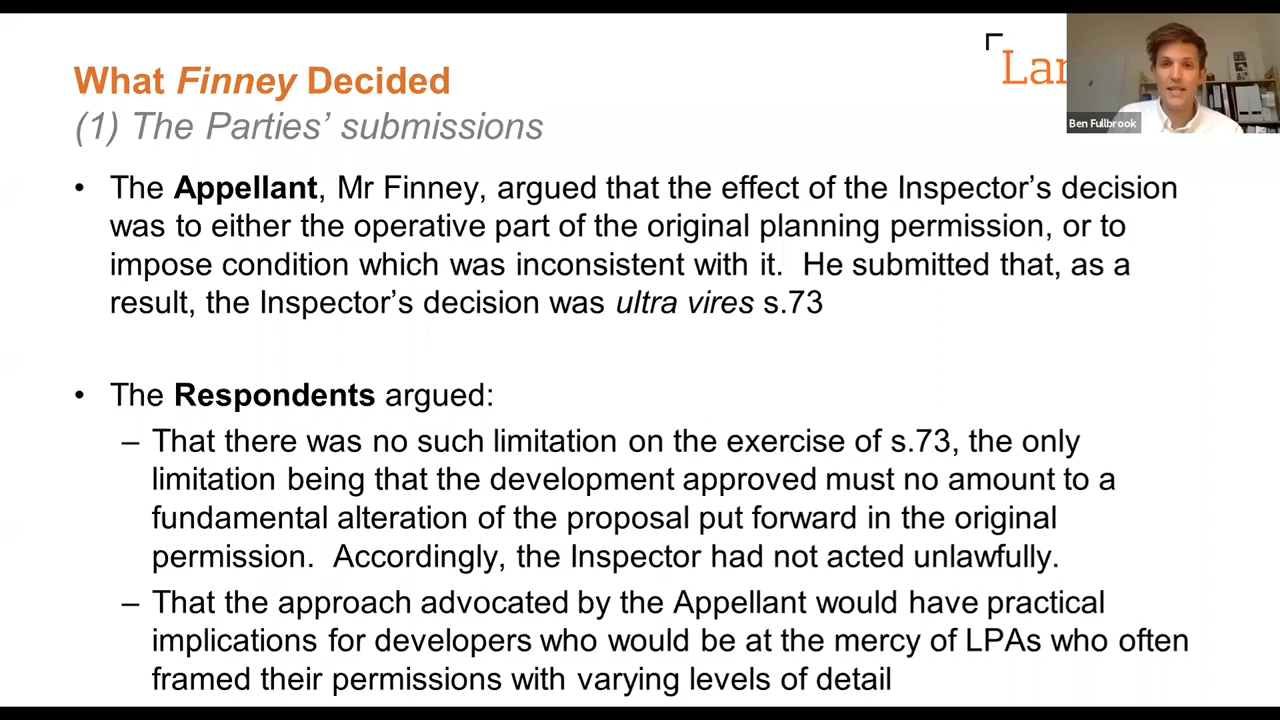 What Finney Decided
Lar
Ben Fullbrook
(1) The Parties' submissions
• The Appellant, Mr Finney, argued that the effect of the Inspector's decision
was to either the operative part of the original planning permission, or to
impose condition which was inconsistent with it. He submitted that, as a
result, the Inspector's decision was ultra vires s.73
• The Respondents argued:
– That there was no such limitation on the exercise of s.73, the only
limitation being that the development approved must no amount to a
fundamental alteration of the proposal put forward in the original
permission. Accordingly, the Inspector had not acted unlawfully.
– That the approach advocated by the Appellant would have practical
implications for developers who would be at the mercy of LPAs who often
framed their permissions with varying levels of detail